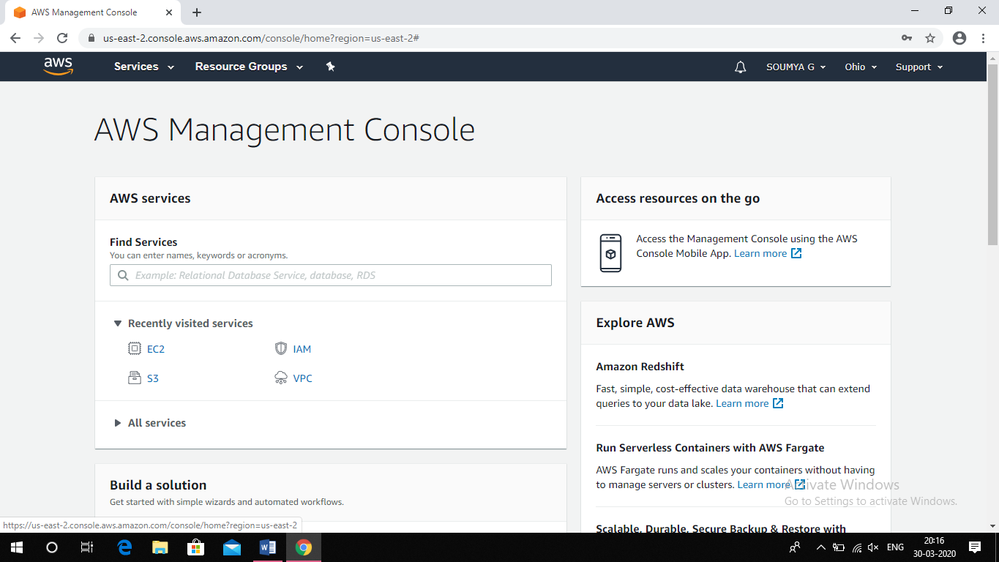 AWS Management Console
us-east-2.console.aws.amazon.com/console/home?region=us-east-2#
aws
Services
Resource Groups
SOUMYA G
Ohio
Support
AWS Management Console
AWS services
Find Services
You can enter names, keywords or acronyms.
Example: Relational Database Service, database, RDS
Recently visited services
EC2
IAM
S3
VPC
All services
Build a solution
Get started with simple wizards and automated workflows.
Access resources on the go
Access the Management Console using the AWS
Console Mobile App. Learn more
Explore AWS
Amazon Redshift
Fast, simple, cost-effective data warehouse that can extend
queries to your data lake. Learn more
Run Serverless Containers with AWS Fargate
AWS Fargate runs and scales your containers without having
to manage servers or clusters. Learn more
Scalable, Durable, Secure Backup & Restore with
Activate Windows
Go to Settings to activate Windows.
https://us-east-2.console.aws.amazon.com/console/home?region=us-east-2
ENG
20:16
30-03-2020